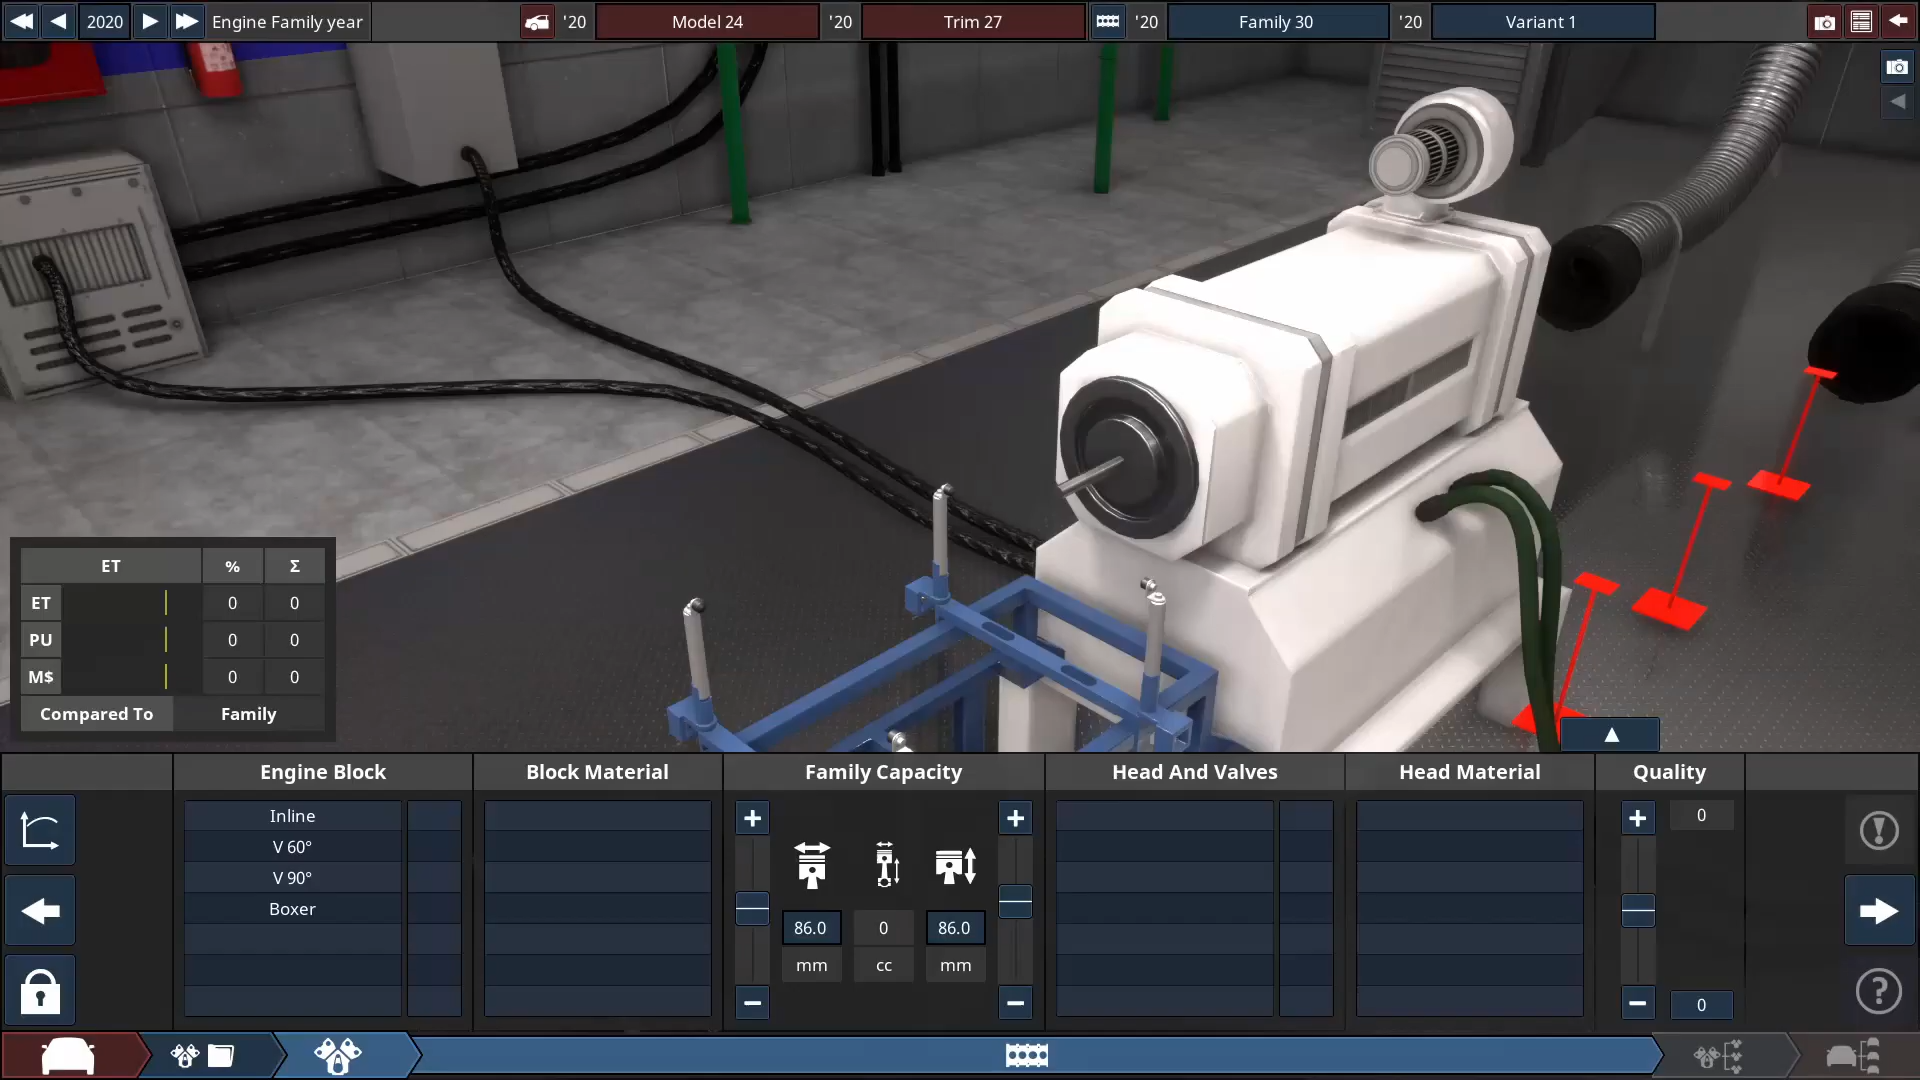 2020 Engine Family year '20 Model 24 '20 Trim 27 '20 Family 30 '20 Variant 1
ET % Σ
ET 0 0
PU 0 0
M$ 0 0
Compared To Family
Engine Block Block Material Family Capacity Head And Valves Head Material Quality
Inline
V 60°
V 90°
Boxer
86.0 0 86.0
mm cc mm
0
0